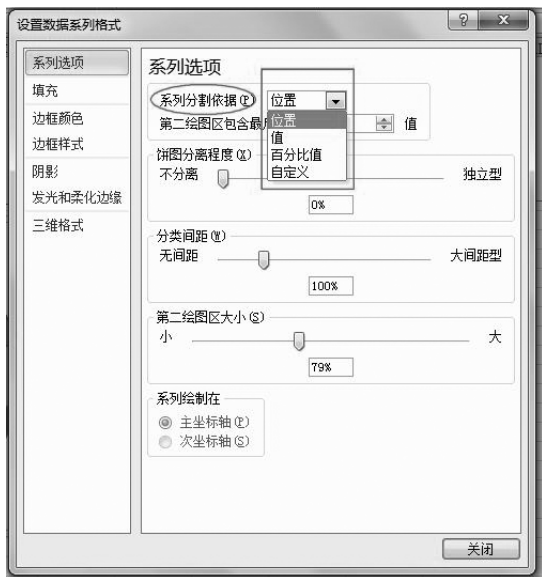 设置数据系列格式
系列选项
填充
边框颜色
边框样式
阴影
发光和柔化边缘
三维格式
系列选项
系列分割依据(P) 位置
位置
值
百分比值
自定义
第二绘图区包含最 值
饼图分离程度(X)
不分离 独立型
0%
分类间距(W)
无间距 大间距型
100%
第二绘图区大小(S)
小 大
79%
系列绘制在
主坐标轴(P)
次坐标轴(S)
关闭